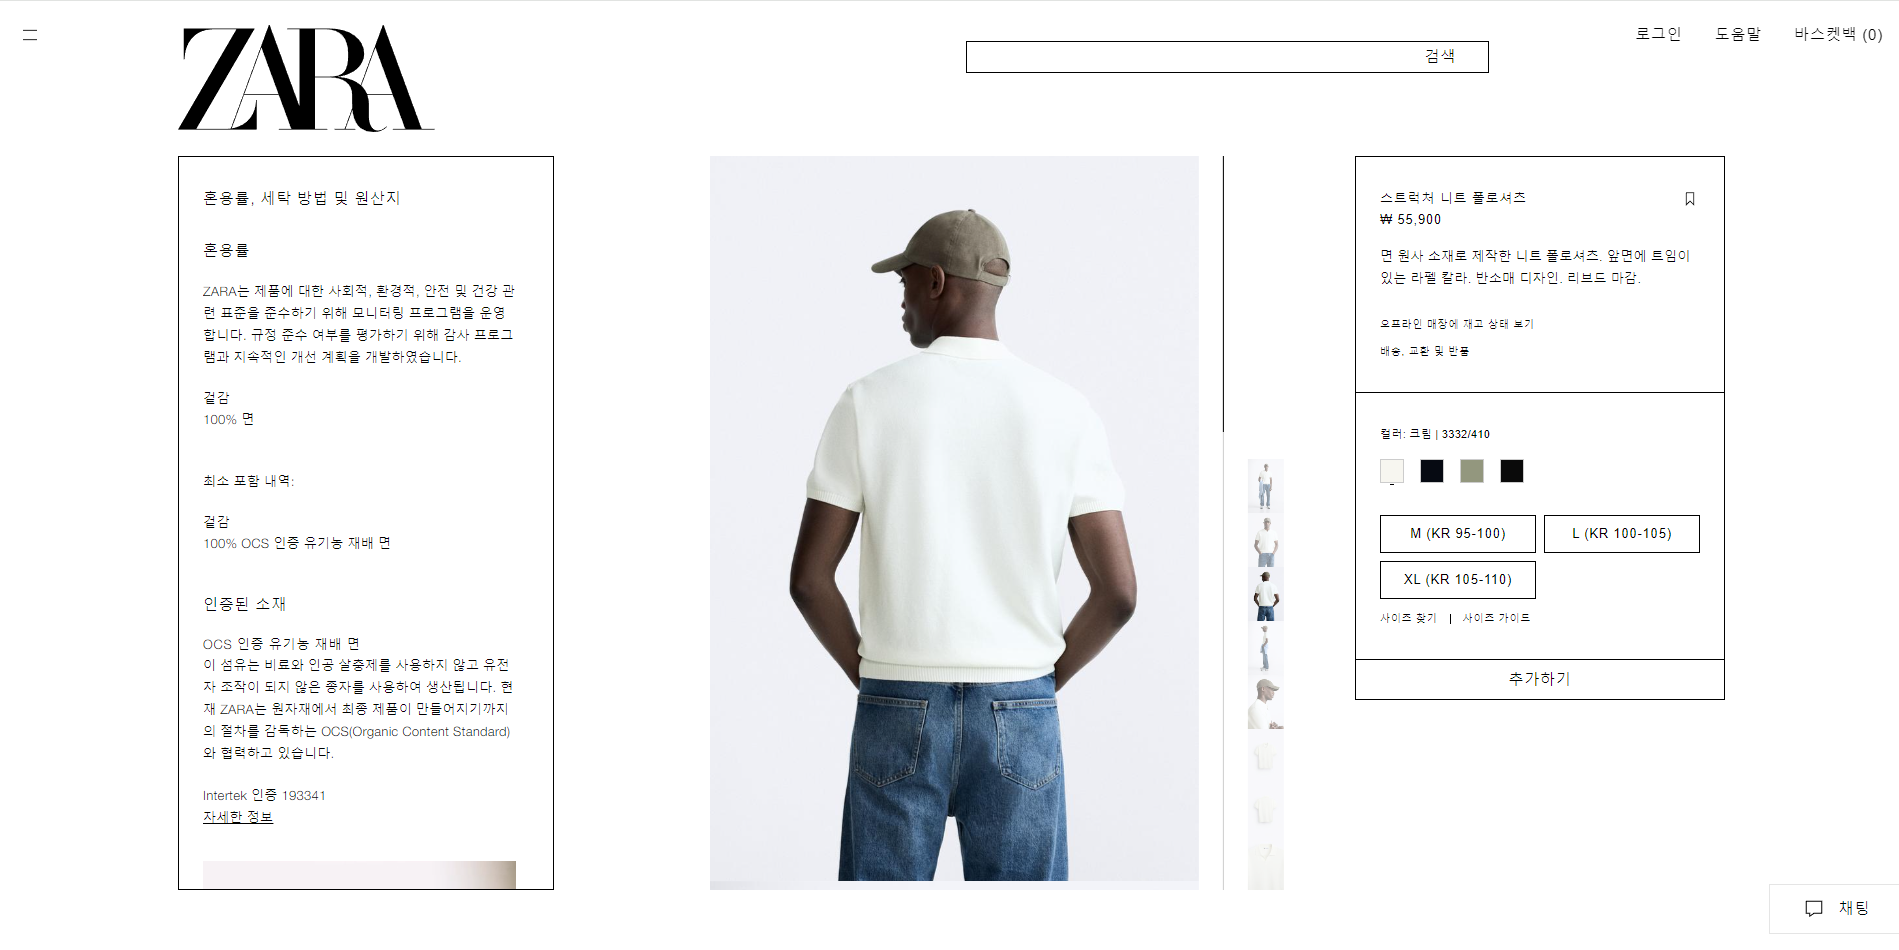 ZARA
검색
로그인
도움말
바스켓백 (0)
혼용률, 세탁 방법 및 원산지
혼용률
ZARA는 제품에 대한 사회적, 환경적, 안전 및 건강 관
련 표준을 준수하기 위해 모니터링 프로그램을 운영
합니다. 규정 준수 여부를 평가하기 위해 감사 프로그
램과 지속적인 개선 계획을 개발하였습니다.
겉감
100% 면
최소 포함 내역:
겉감
100% OCS 인증 유기농 재배 면
인증된 소재
OCS 인증 유기농 재배 면
이 섬유는 비료와 인공 살충제를 사용하지 않고 유전
자 조작이 되지 않은 종자를 사용하여 생산됩니다. 현
재 ZARA는 원자재에서 최종 제품이 만들어지기까지
의 절차를 감독하는 OCS(Organic Content Standard)
와 협력하고 있습니다.
Intertek 인증 193341
자세한 정보
스트럭처 니트 폴로셔츠
₩ 55,900
면 원사 소재로 제작한 니트 폴로셔츠. 앞면에 트임이
있는 라펠 칼라. 반소매 디자인. 리브드 마감.
오프라인 매장에 재고 상태 보기
배송, 교환 및 반품
컬러: 크림 | 3332/410
M (KR 95-100)
L (KR 100-105)
XL (KR 105-110)
사이즈 찾기 | 사이즈 가이드
추가하기
채팅